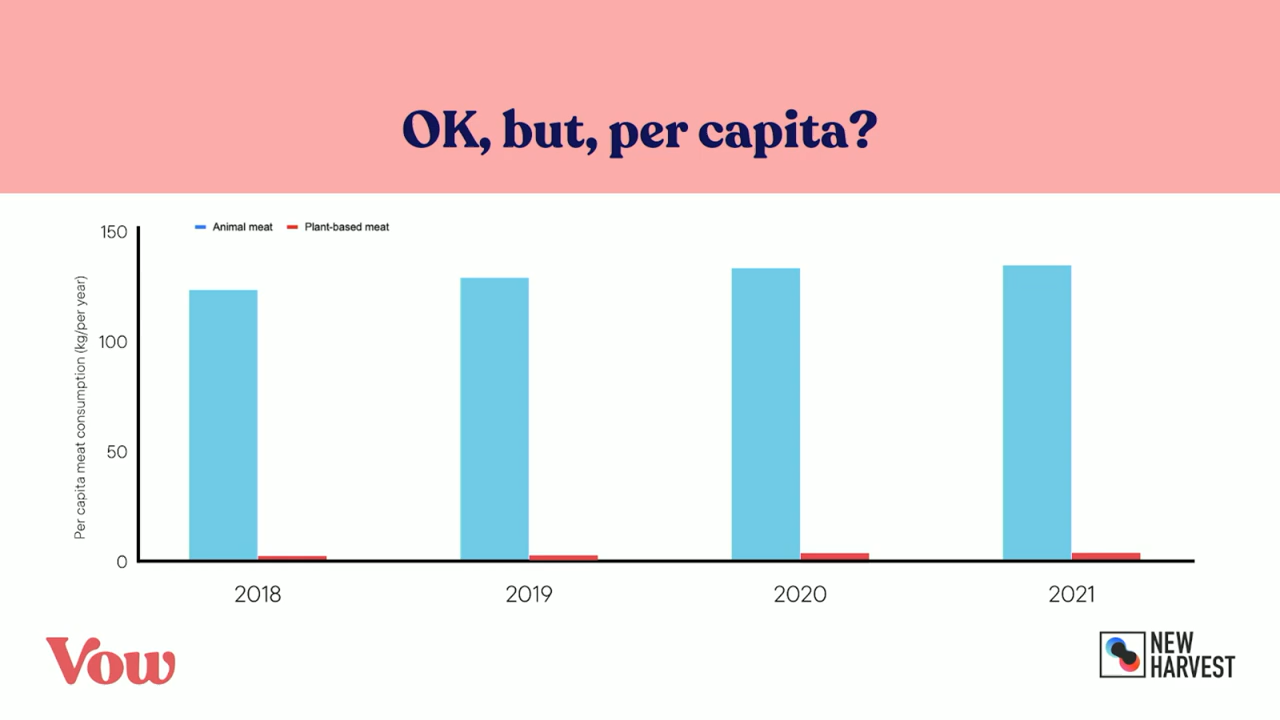 OK, but, per capita?
Animal meat Plant-based meat
Per capita meat consumption (kg/per year)
150
100
50
0
2018 2019 2020 2021
Vow
NEW
HARVEST